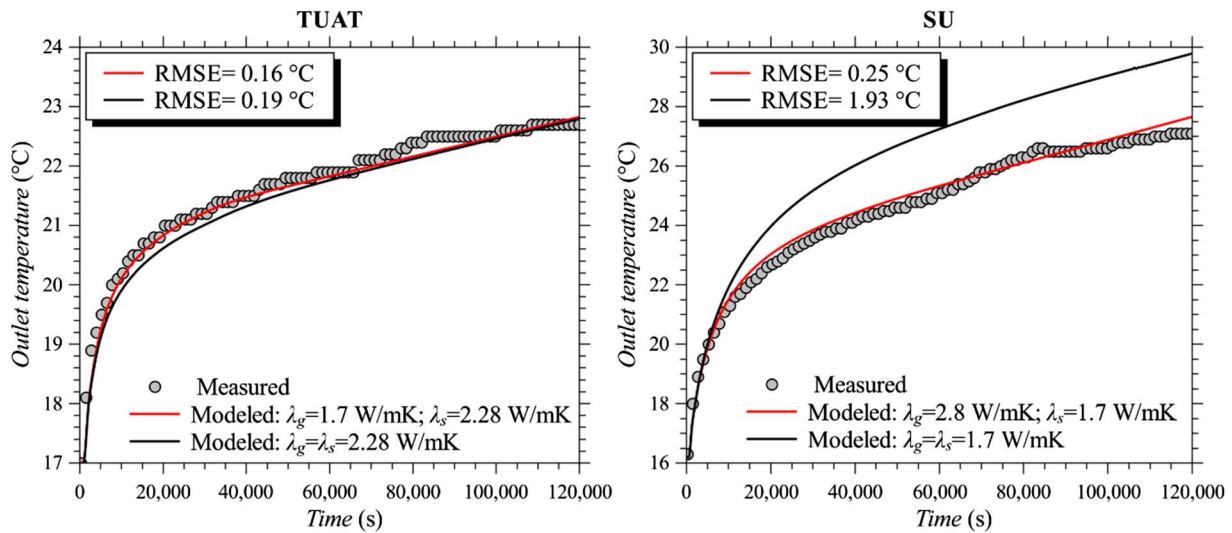 TUAT
24
23
22
21
20
19
18
17
Outlet temperature (°C)
RMSE= 0.16 °C
RMSE= 0.19 °C
Measured
Modeled: λg=1.7 W/mK; λs=2.28 W/mK
Modeled: λg=λs=2.28 W/mK
0 20,000 40,000 60,000 80,000 100,000 120,000
Time (s)
SU
30
28
26
24
22
20
18
16
Outlet temperature (°C)
RMSE= 0.25 °C
RMSE= 1.93 °C
Measured
Modeled: λg=2.8 W/mK; λs=1.7 W/mK
Modeled: λg=λs=1.7 W/mK
0 20,000 40,000 60,000 80,000 100,000 120,000
Time (s)